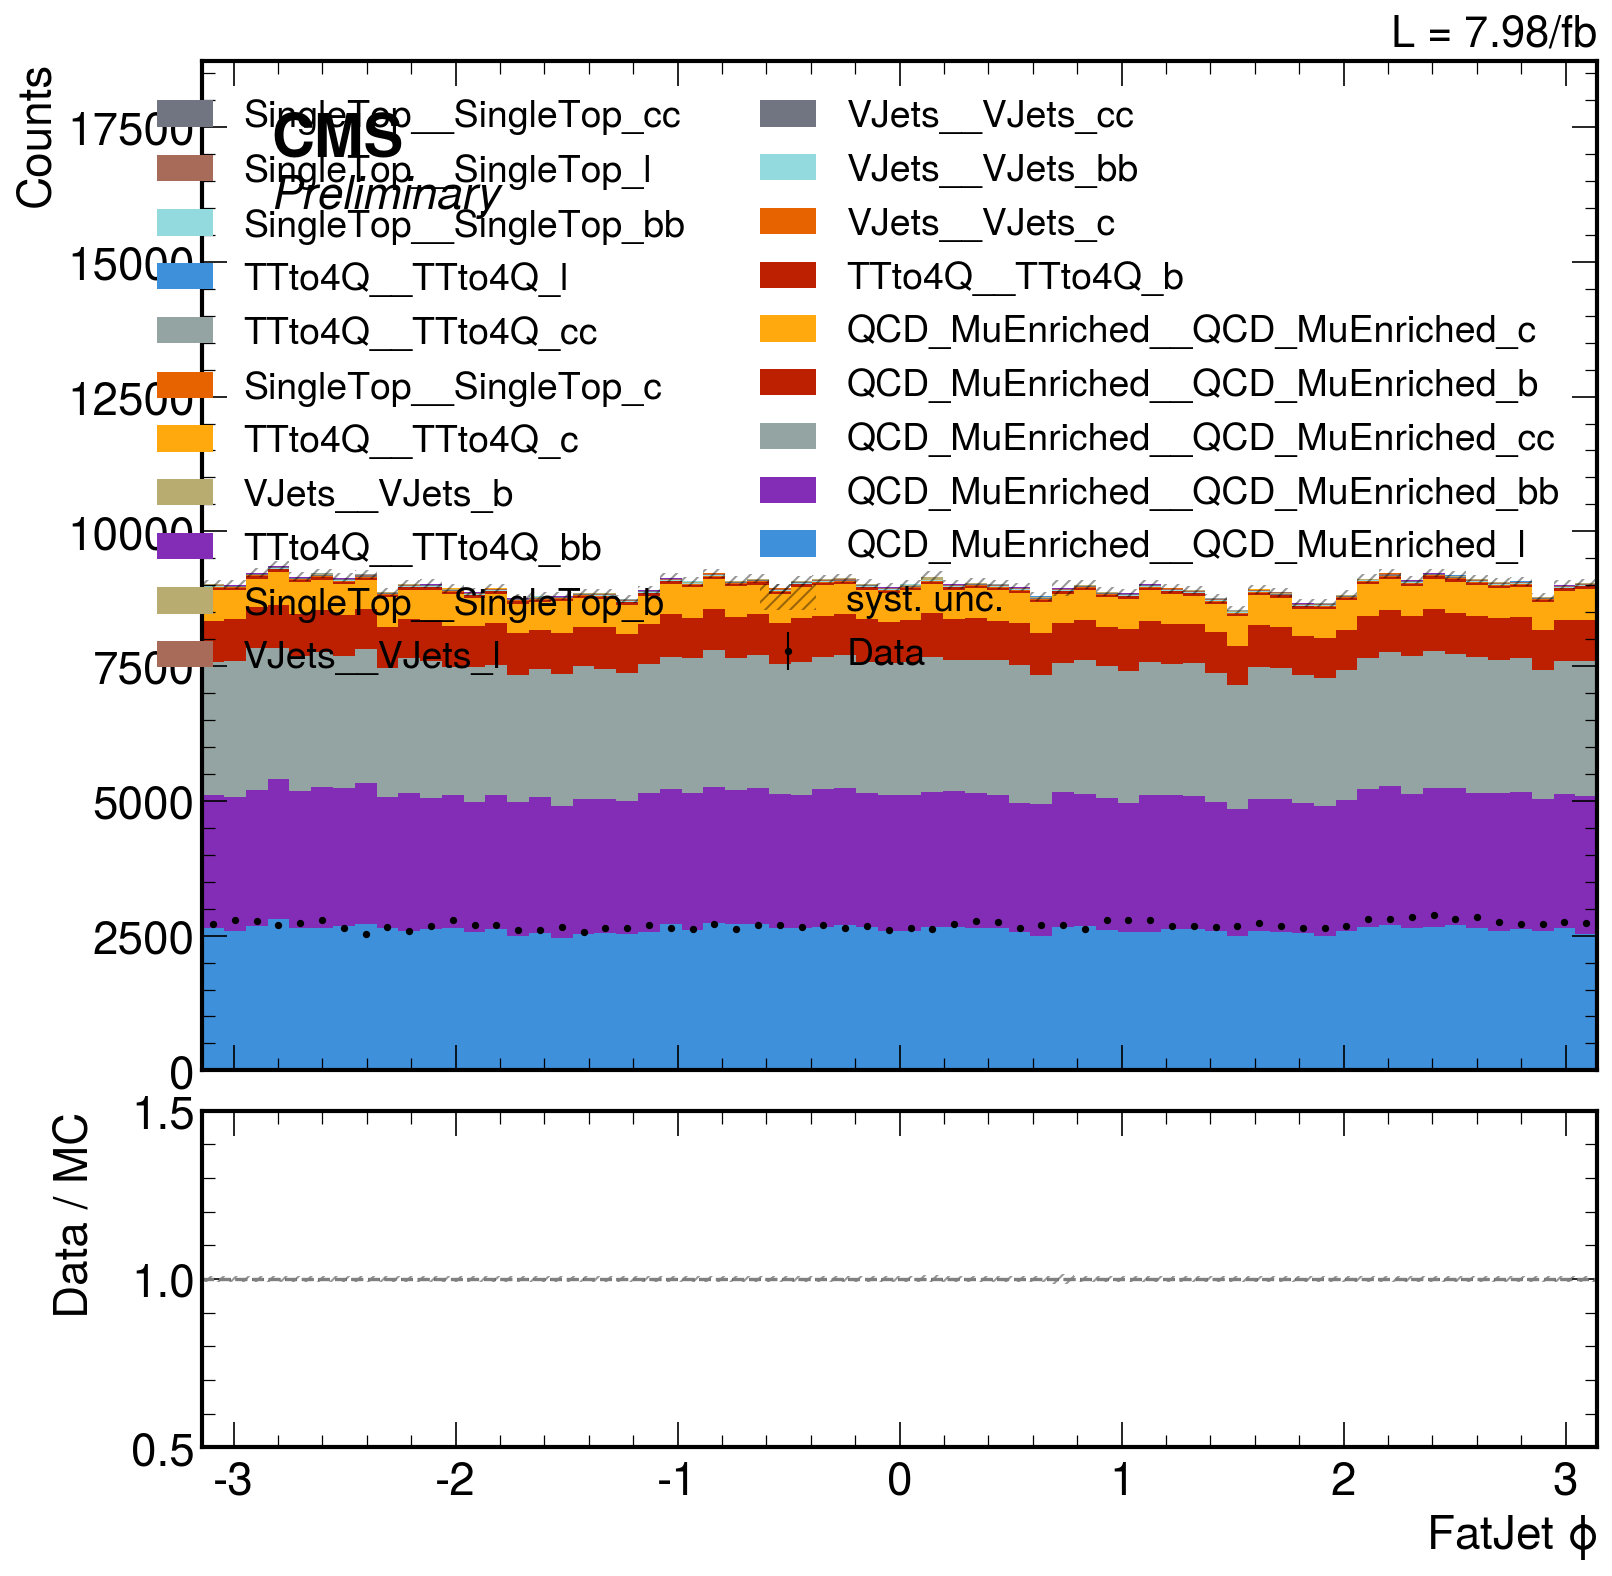 L = 7.98/fb
Counts
17500
15000
12500
10000
7500
5000
2500
0
CMS
Preliminary
SingleTop__SingleTop_cc
SingleTop__SingleTop_l
SingleTop__SingleTop_bb
TTto4Q__TTto4Q_l
TTto4Q__TTto4Q_cc
SingleTop__SingleTop_c
TTto4Q__TTto4Q_c
VJets__VJets_b
TTto4Q__TTto4Q_bb
SingleTop__SingleTop_b
VJets__VJets_l
VJets__VJets_cc
VJets__VJets_bb
VJets__VJets_c
TTto4Q__TTto4Q_b
QCD_MuEnriched__QCD_MuEnriched_c
QCD_MuEnriched__QCD_MuEnriched_b
QCD_MuEnriched__QCD_MuEnriched_cc
QCD_MuEnriched__QCD_MuEnriched_bb
QCD_MuEnriched__QCD_MuEnriched_l
syst. unc.
Data
Data / MC
1.5
1.0
0.5
-3 -2 -1 0 1 2 3
FatJet ϕ